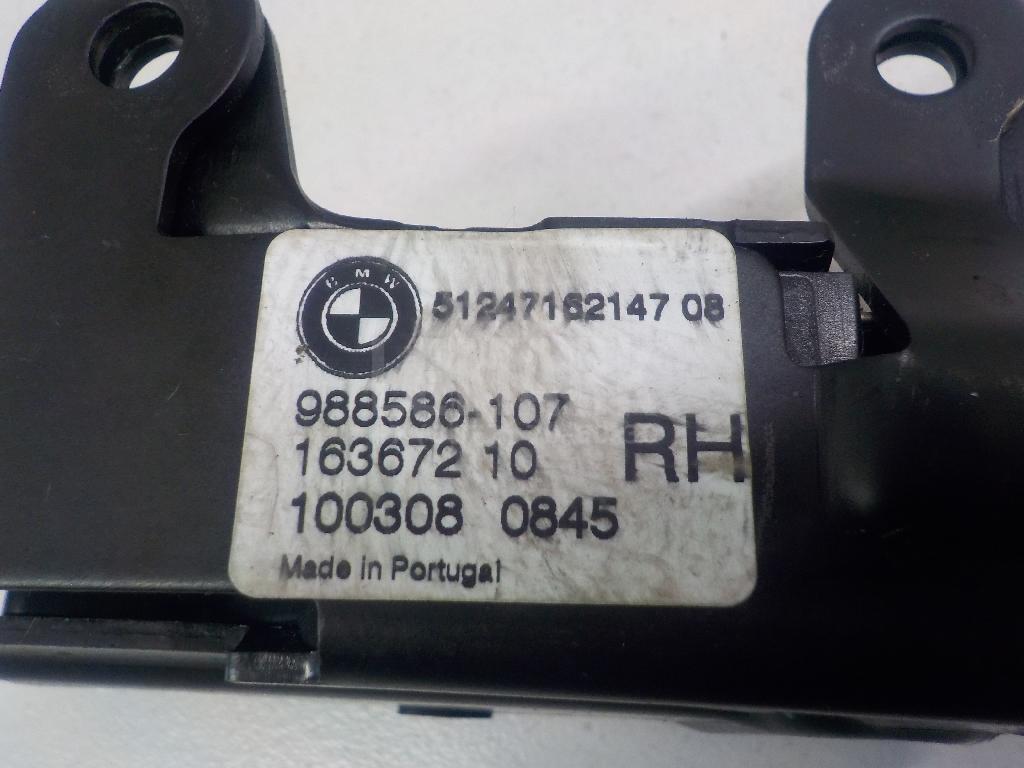 BMW
51247162147 08
988586-107
163672 10
RH
100308 0845
Made in Portugal